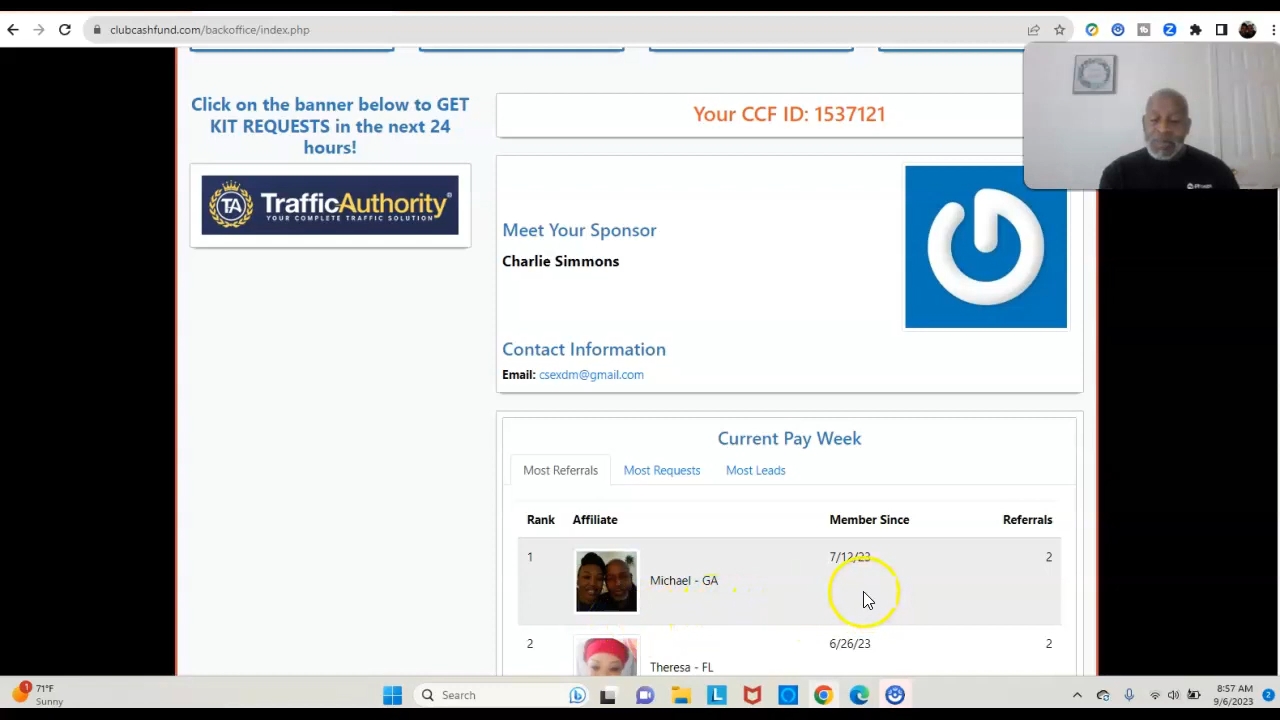 clubcashfund.com/backoffice/index.php
Click on the banner below to GET
KIT REQUESTS in the next 24
hours!
TA
TrafficAuthority®
YOUR COMPLETE TRAFFIC SOLUTION
Your CCF ID: 1537121
Meet Your Sponsor
Charlie Simmons
Contact Information
Email: csexdm@gmail.com
Current Pay Week
Most Referrals Most Requests Most Leads
Rank Affiliate Member Since Referrals
1 Michael - GA 7/12/23 2
2 Theresa - FL 6/26/23 2
1
71°F
Sunny
Search
8:57 AM
9/6/2023
2